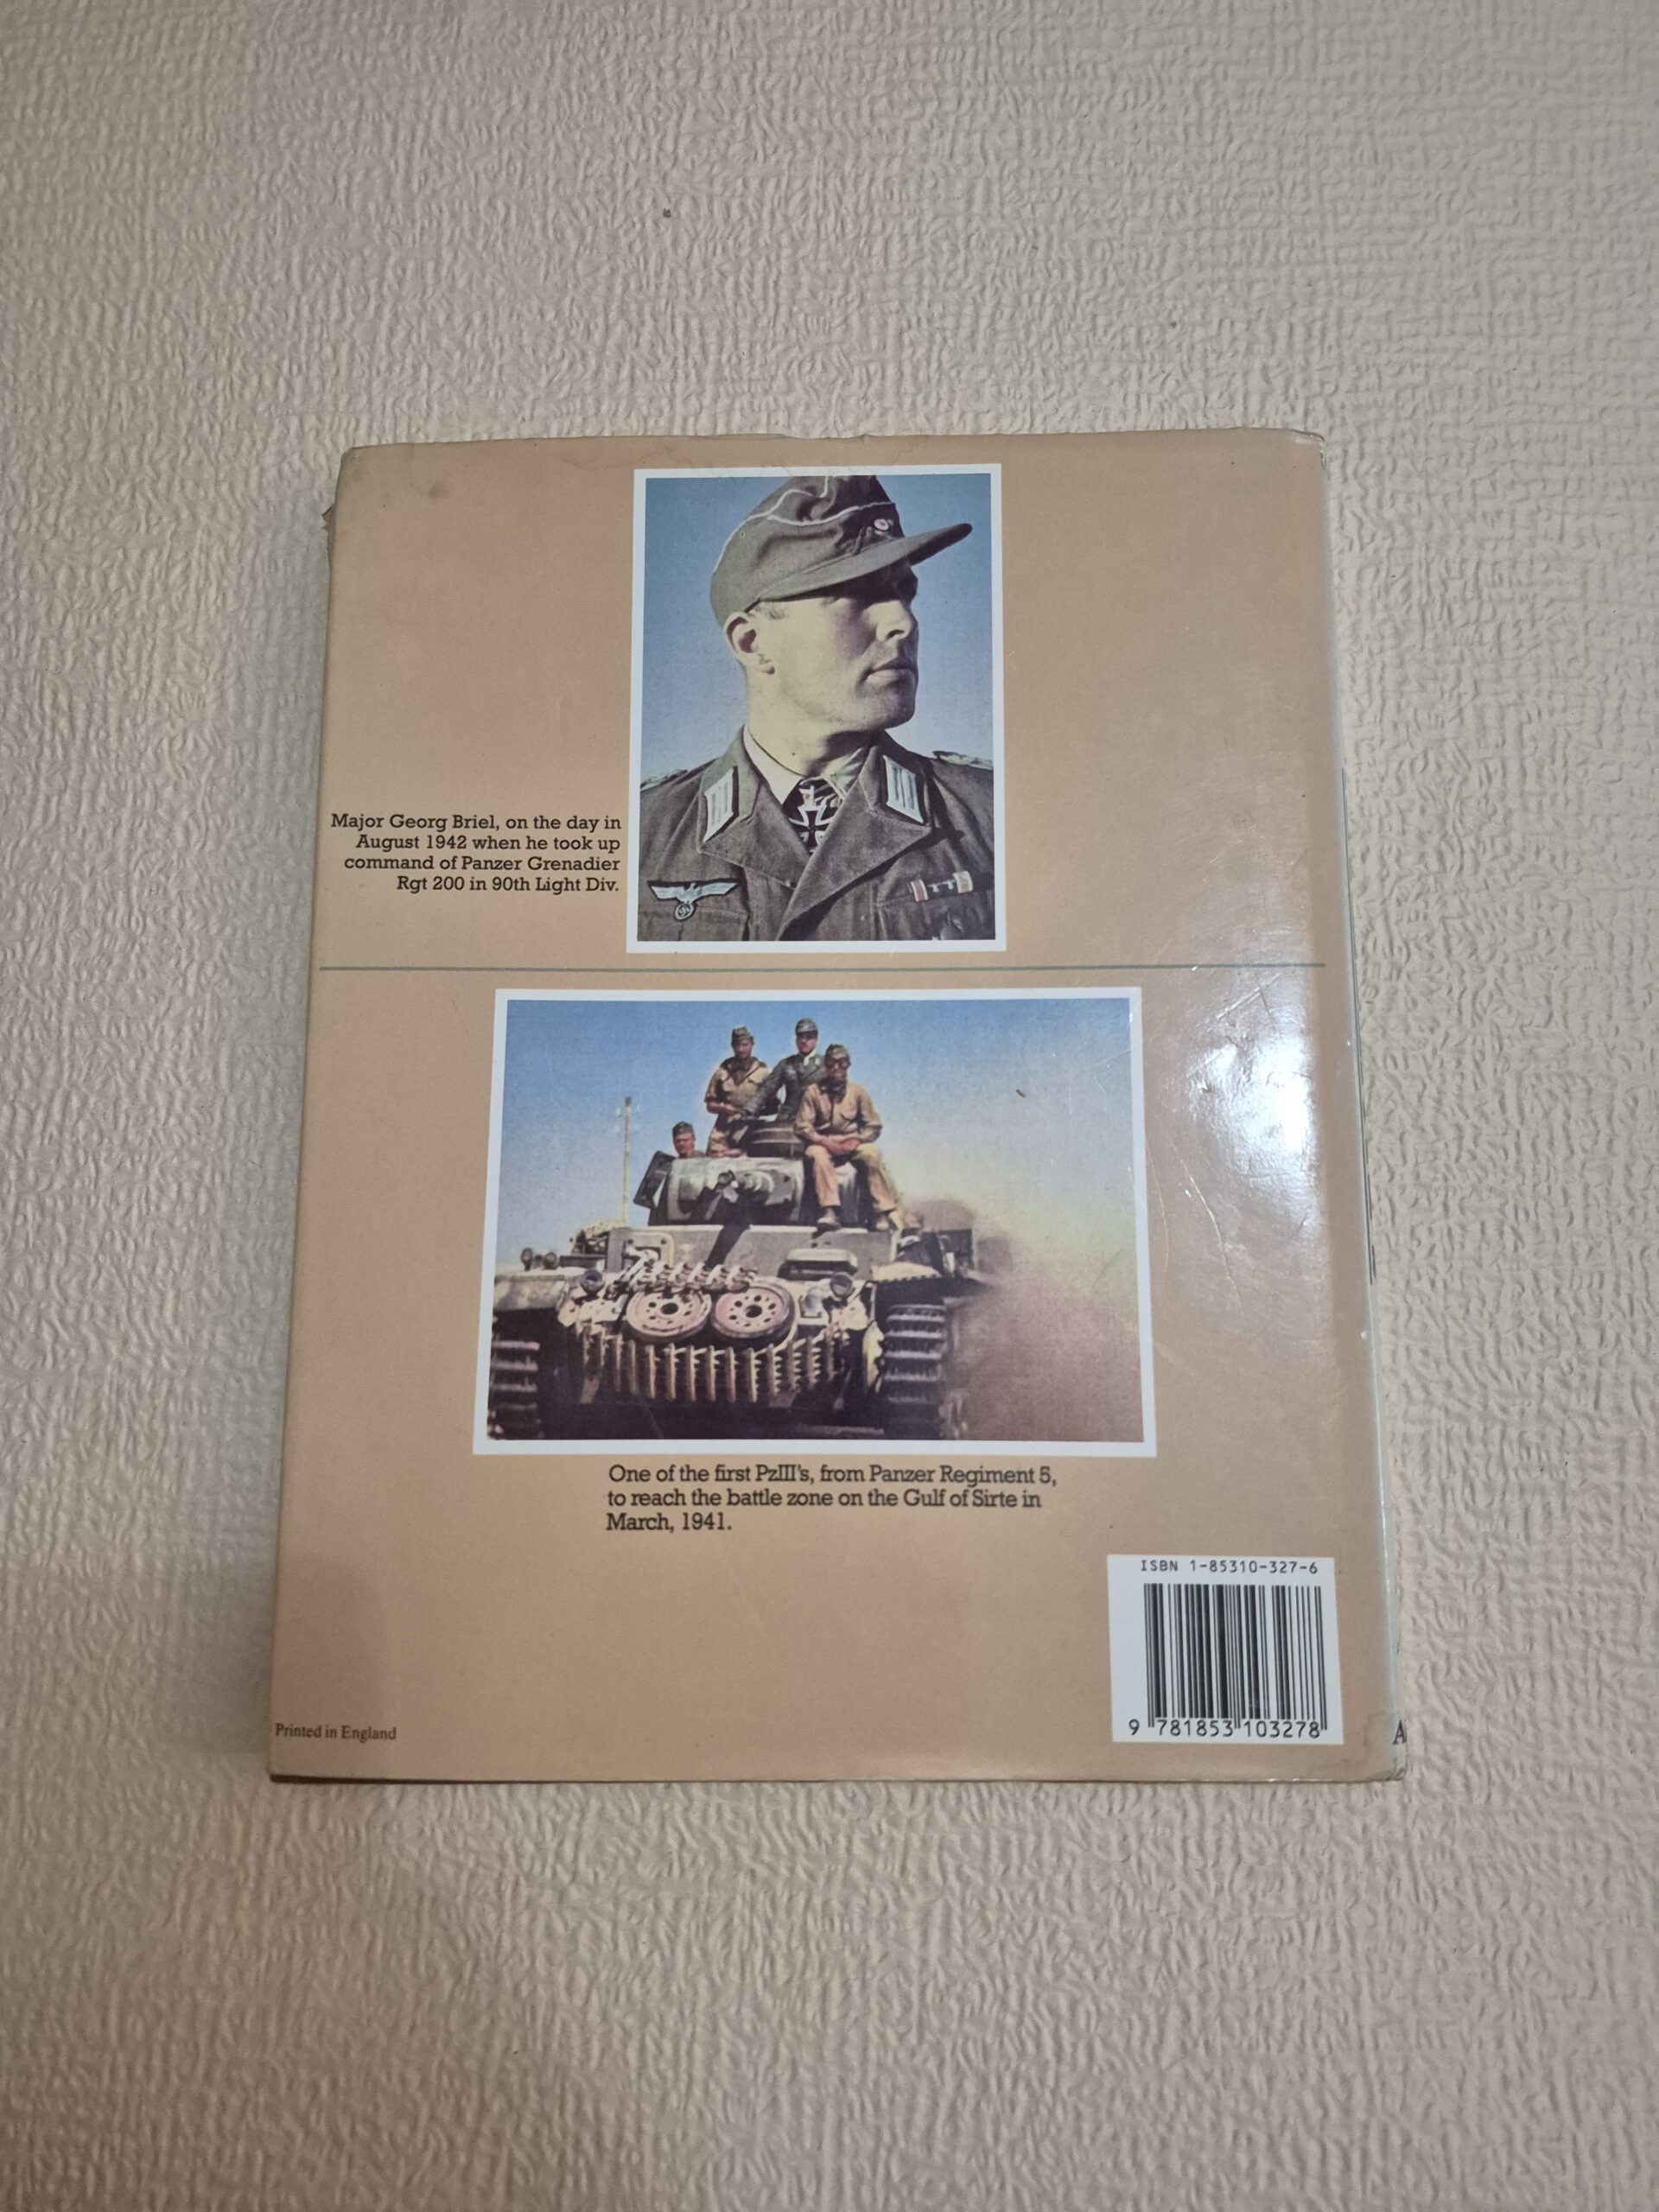 Major Georg Briel, on the day in
August 1942 when he took up
command of Panzer Grenadier
Rgt 200 in 90th Light Div.
One of the first PzIII's, from Panzer Regiment 5,
to reach the battle zone on the Gulf of Sirte in
March, 1941.
ISBN 1-85310-327-6
9 781853 103278
Printed in England
A